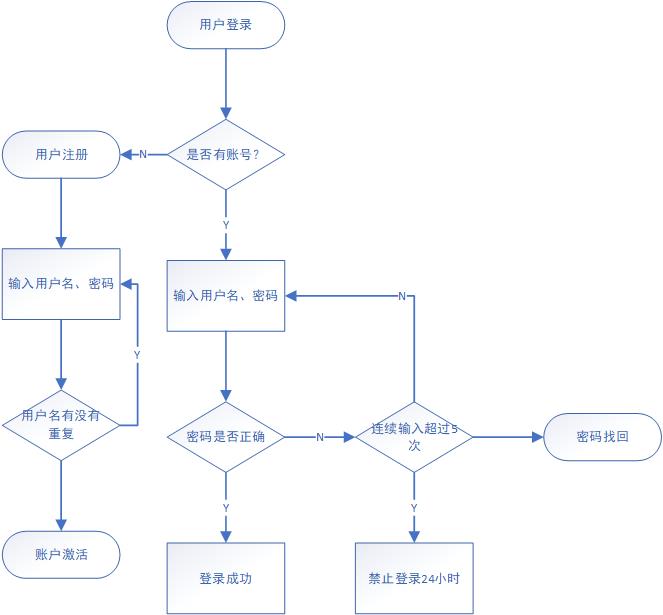 用户登录
是否有账号？
N
用户注册
Y
输入用户名、密码
输入用户名、密码
N
Y
用户名有没有
重复
密码是否正确
N
连续输入超过5
次
密码找回
Y
Y
账户激活
登录成功
禁止登录24小时